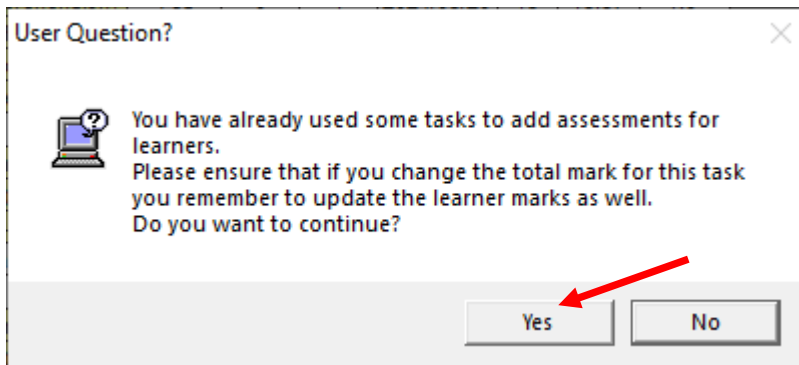 User Question?
You have already used some tasks to add assessments for
learners.
Please ensure that if you change the total mark for this task
you remember to update the learner marks as well.
Do you want to continue?
Yes
No